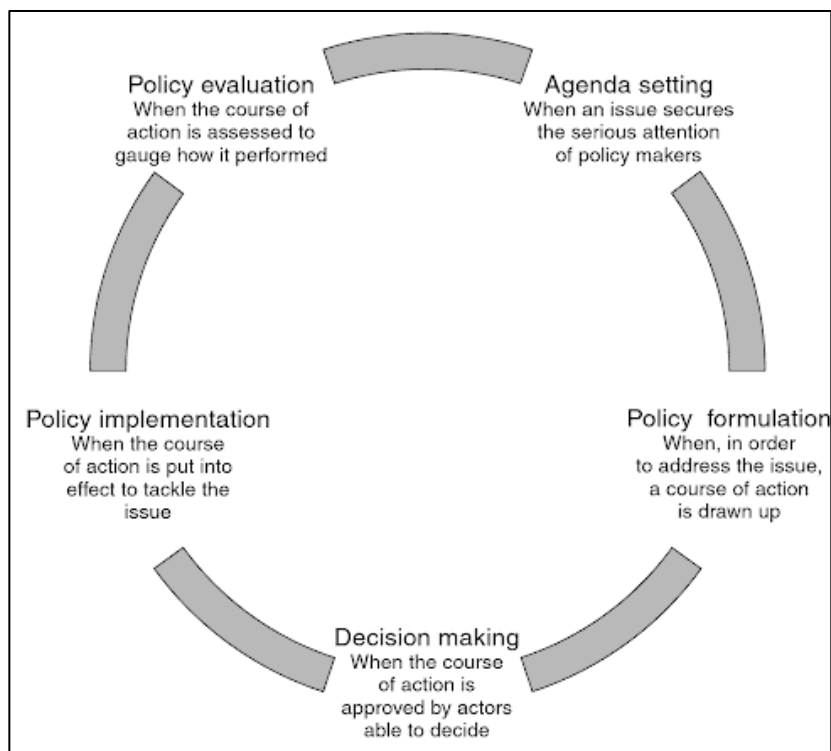 Policy evaluation
When the course of
action is assessed to
gauge how it performed
Agenda setting
When an issue secures
the serious attention
of policy makers
Policy formulation
When, in order
to address the issue,
a course of action
is drawn up
Decision making
When the course
of action is
approved by actors
able to decide
Policy implementation
When the course
of action is put into
effect to tackle the
issue